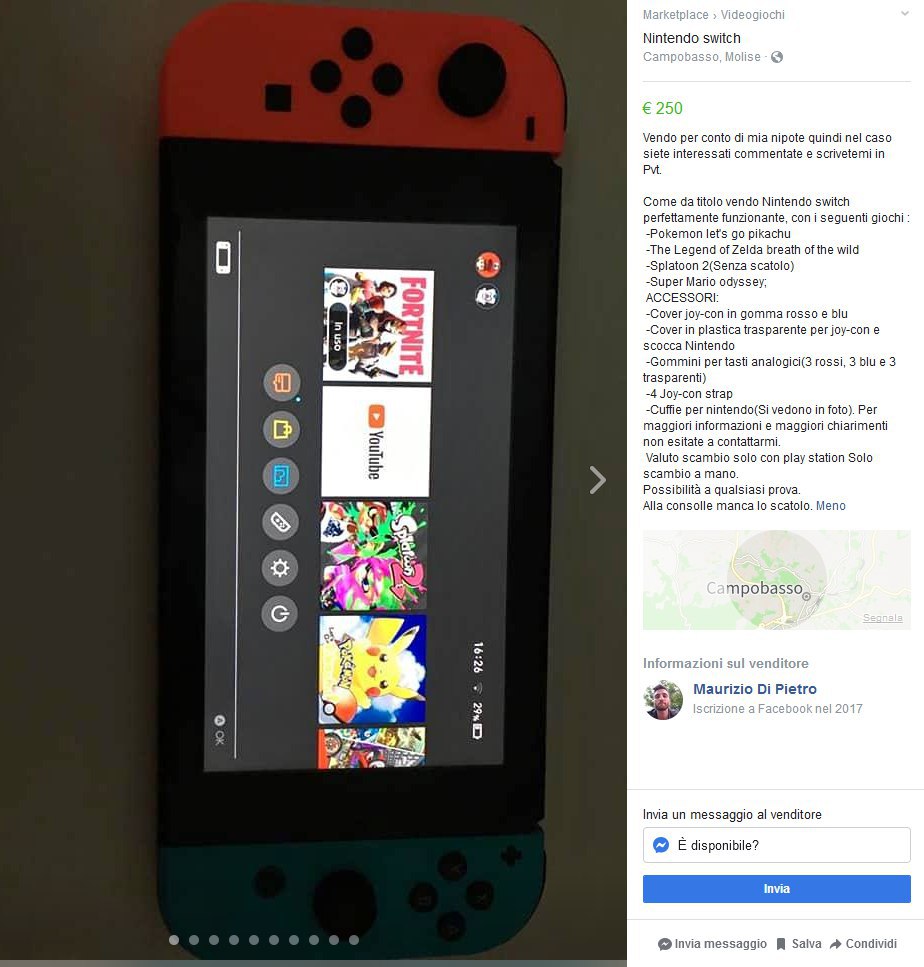 FORTNITE
In uso
YouTube
Splatoon 2
POKÉMON
16:26 29%
OK
X
Y
A
B
Marketplace › Videogiochi
Nintendo switch
Campobasso, Molise ·
€ 250
Vendo per conto di mia nipote quindi nel caso
siete interessati commentate e scrivetemi in
Pvt.
Come da titolo vendo Nintendo switch
perfettamente funzionante, con i seguenti giochi :
-Pokemon let's go pikachu
-The Legend of Zelda breath of the wild
-Splatoon 2(Senza scatolo)
-Super Mario odyssey;
ACCESSORI:
-Cover joy-con in gomma rosso e blu
-Cover in plastica trasparente per joy-con e
scocca Nintendo
-Gommini per tasti analogici(3 rossi, 3 blu e 3
trasparenti)
-4 Joy-con strap
-Cuffie per nintendo(Si vedono in foto). Per
maggiori informazioni e maggiori chiarimenti
non esitate a contattarmi.
Valuto scambio solo con play station Solo
scambio a mano.
Possibilità a qualsiasi prova.
Alla consolle manca lo scatolo. Meno
Campobasso
Segnala
Informazioni sul venditore
Maurizio Di Pietro
Iscrizione a Facebook nel 2017
Invia un messaggio al venditore
È disponibile?
Invia
Invia messaggio Salva Condividi